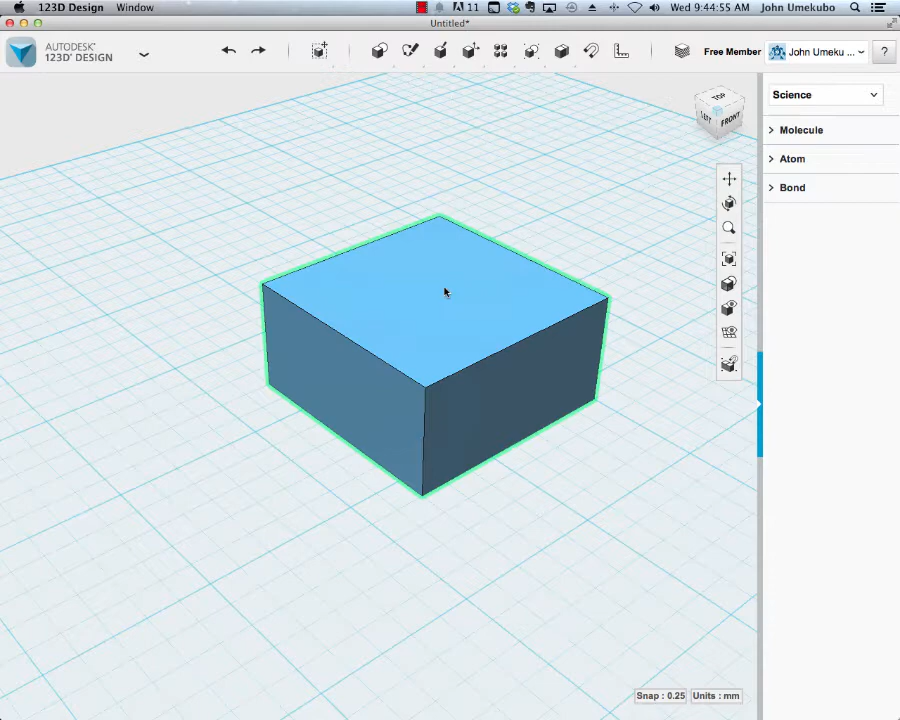 123D Design Window
11 Wed 9:44:55 AM John Umekubo
Untitled*
AUTODESK®
123D® DESIGN
Free Member John Umeku ... ?
TOP
LEFT FRONT
Science
Molecule
Atom
Bond
Snap : 0.25 Units : mm